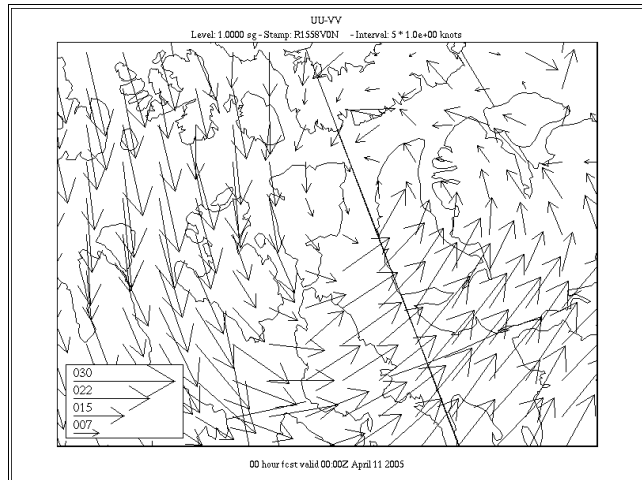 UU-VV
Level: 1.0000 sg - Stamp: R1558V0N - Interval: 5 * 1.0e+00 knots
030
022
015
007
00 hour fcst valid 00:00Z April 11 2005